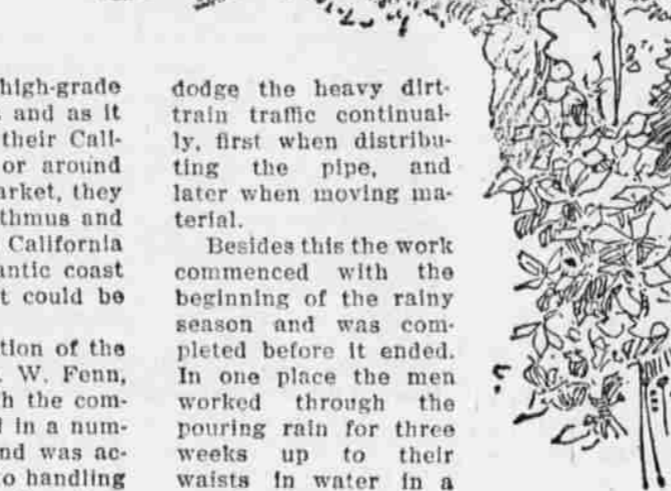 high-grade
and as it
their Cali-
or around
arket, they
thmus and
California
antic coast
t could be
tion of the
. W. Fenn,
h the com-
in a num-
nd was ac-
o handling
dodge the heavy dirt-
train traffic continual-
ly, first when distribu-
ting the pipe, and
later when moving ma-
terial.
Besides this the work
commenced with the
beginning of the rainy
season and was com-
pleted before it ended.
In one place the men
worked through the
pouring rain for three
weeks up to their
waists in water in a